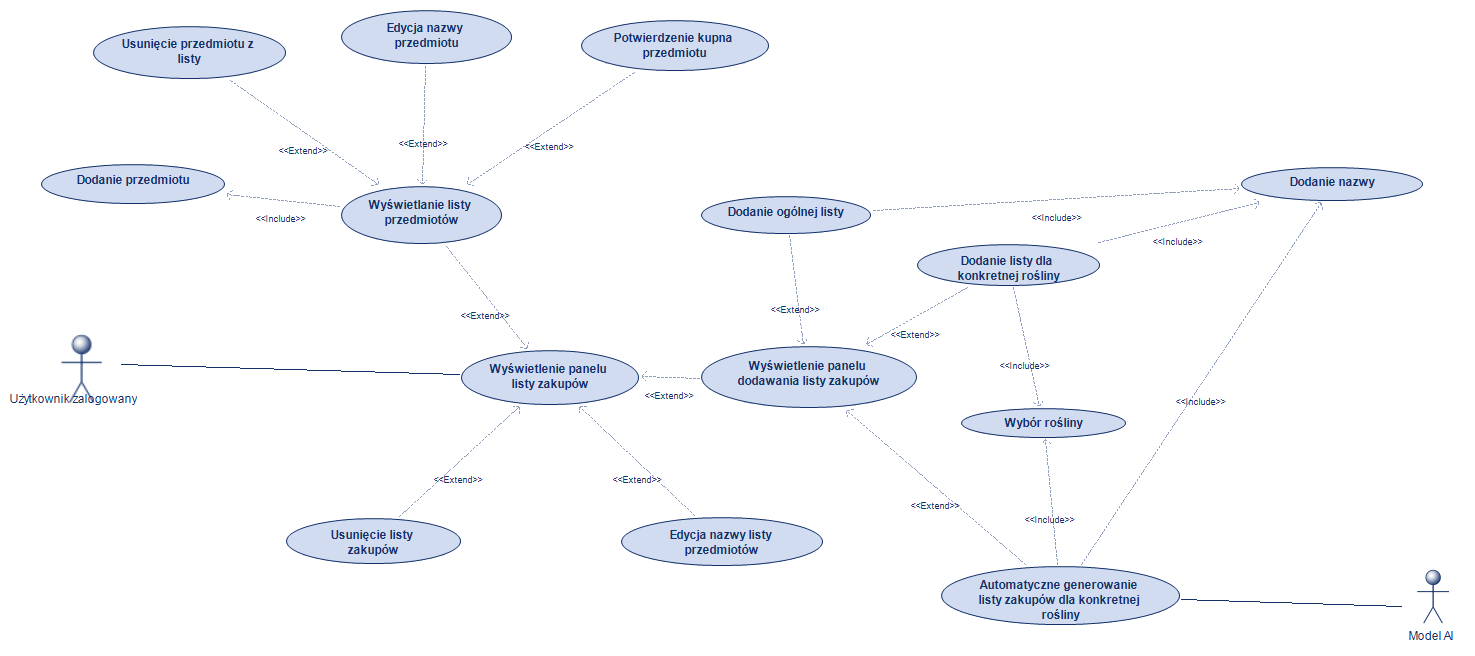 Usunięcie przedmiotu z
listy
Edycja nazwy
przedmiotu
Potwierdzenie kupna
przedmiotu
<<Extend>>
<<Extend>>
<<Extend>>
Dodanie przedmiotu
<<Include>>
Wyświetlanie listy
przedmiotów
Dodanie ogólnej listy
Dodanie nazwy
<<Include>>
<<Include>>
Dodanie listy dla
konkretnej rośliny
<<Extend>>
<<Extend>>
<<Extend>>
Użytkownik zalogowany
Wyświetlenie panelu
listy zakupów
<<Extend>>
Wyświetlenie panelu
dodawania listy zakupów
<<Include>>
<<Include>>
Wybór rośliny
<<Extend>>
<<Extend>>
<<Extend>>
<<Include>>
Usunięcie listy
zakupów
Edycja nazwy listy
przedmiotów
Automatyczne generowanie
listy zakupów dla konkretnej
rośliny
Model AI